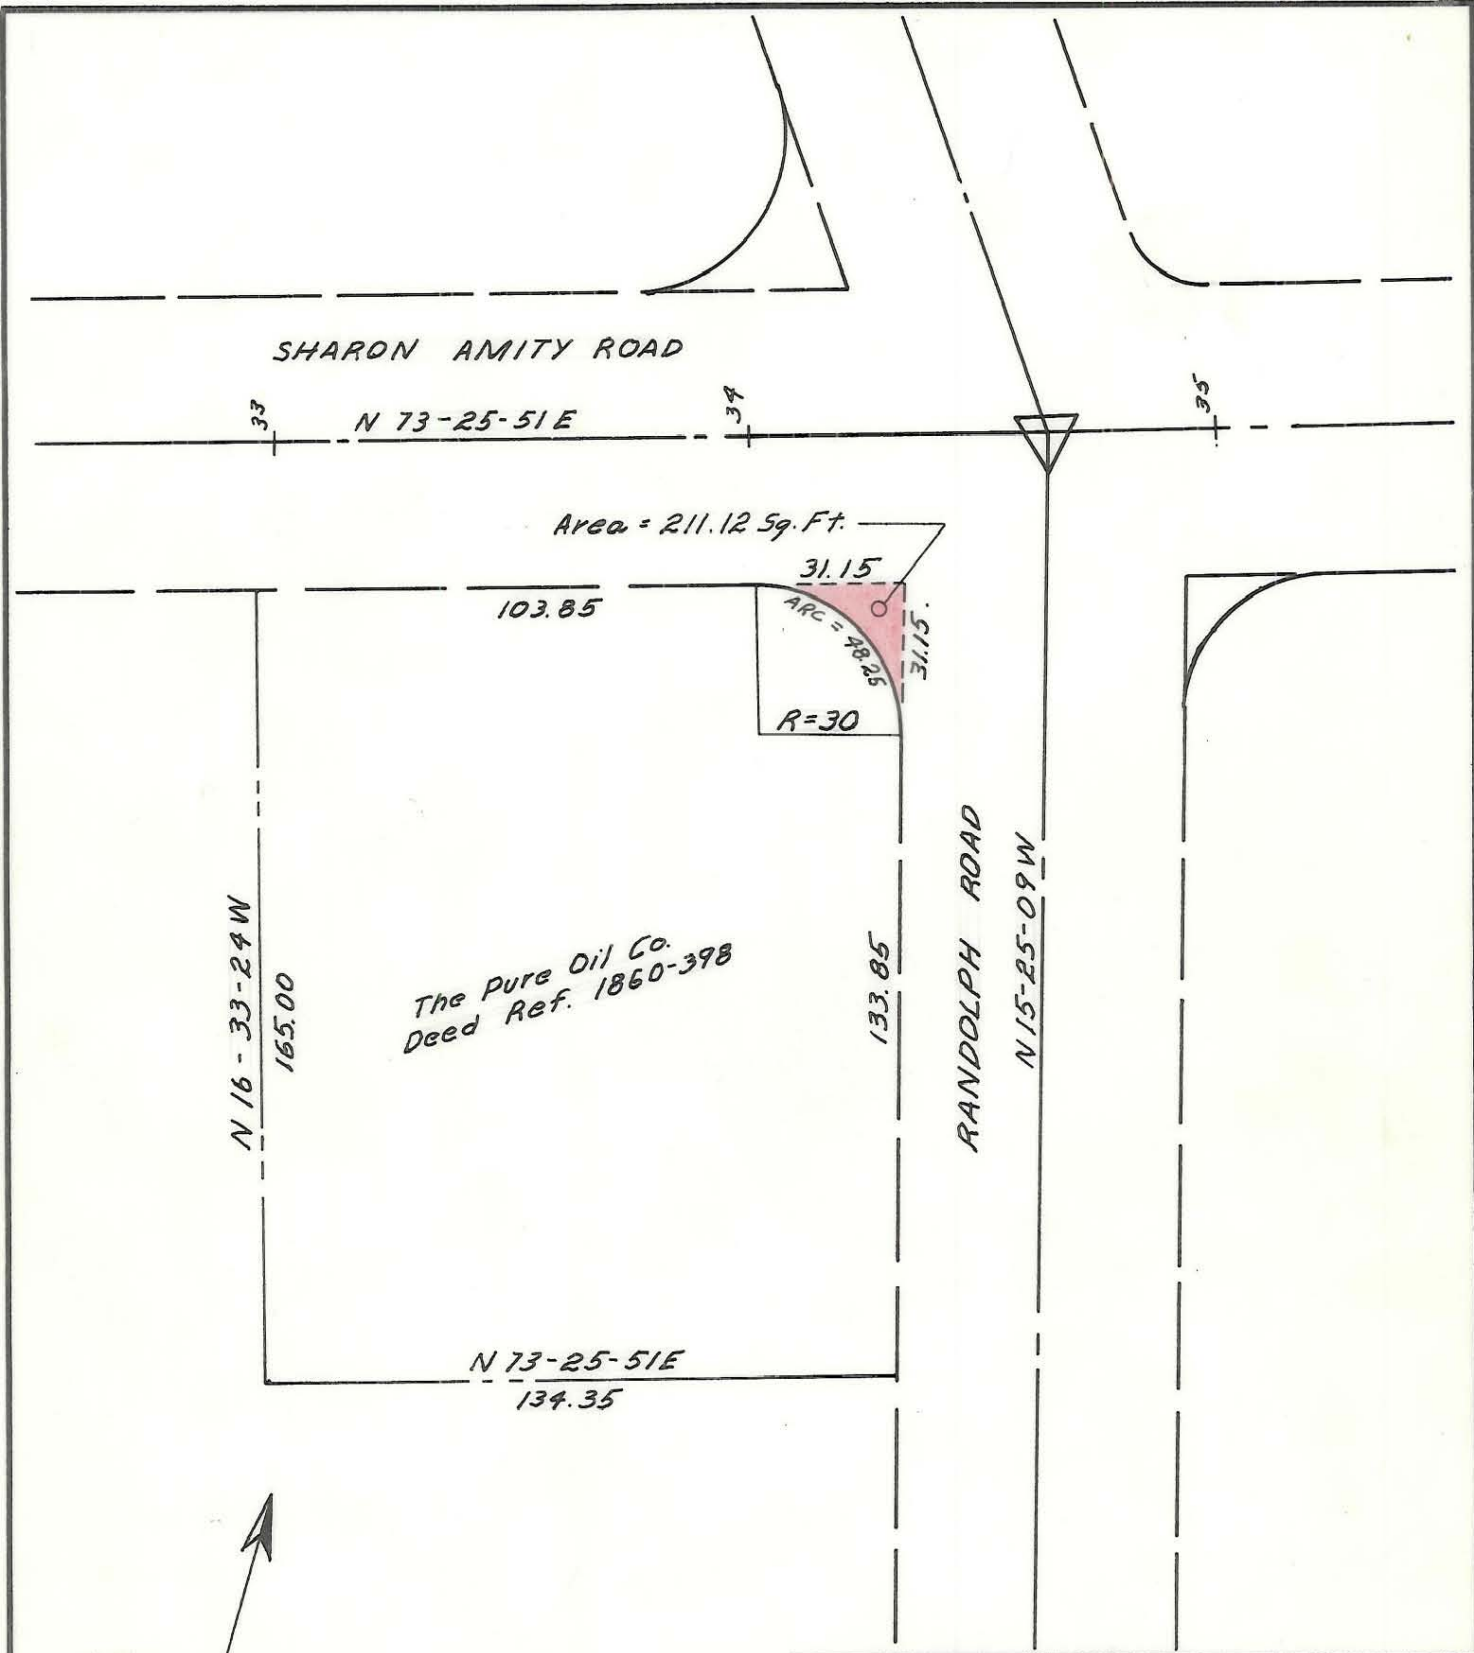 SHARON AMITY ROAD
33
N 73-25-51 E
34
35
Area = 211.12 Sq. Ft.
31.15
103.85
ARC = 48.25
31.15.
R=30
N 16-33-24 W
165.00
The Pure Oil Co.
Deed Ref. 1860-398
133.85
RANDOLPH ROAD
N 15-25-09 W
N 73-25-51 E
134.35